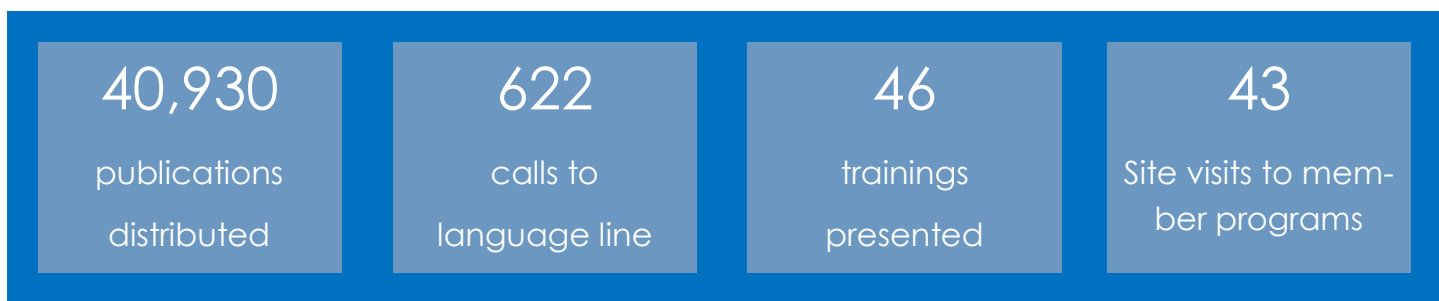 40,930
publications
distributed
622
calls to
language line
46
trainings
presented
43
Site visits to mem-
ber programs